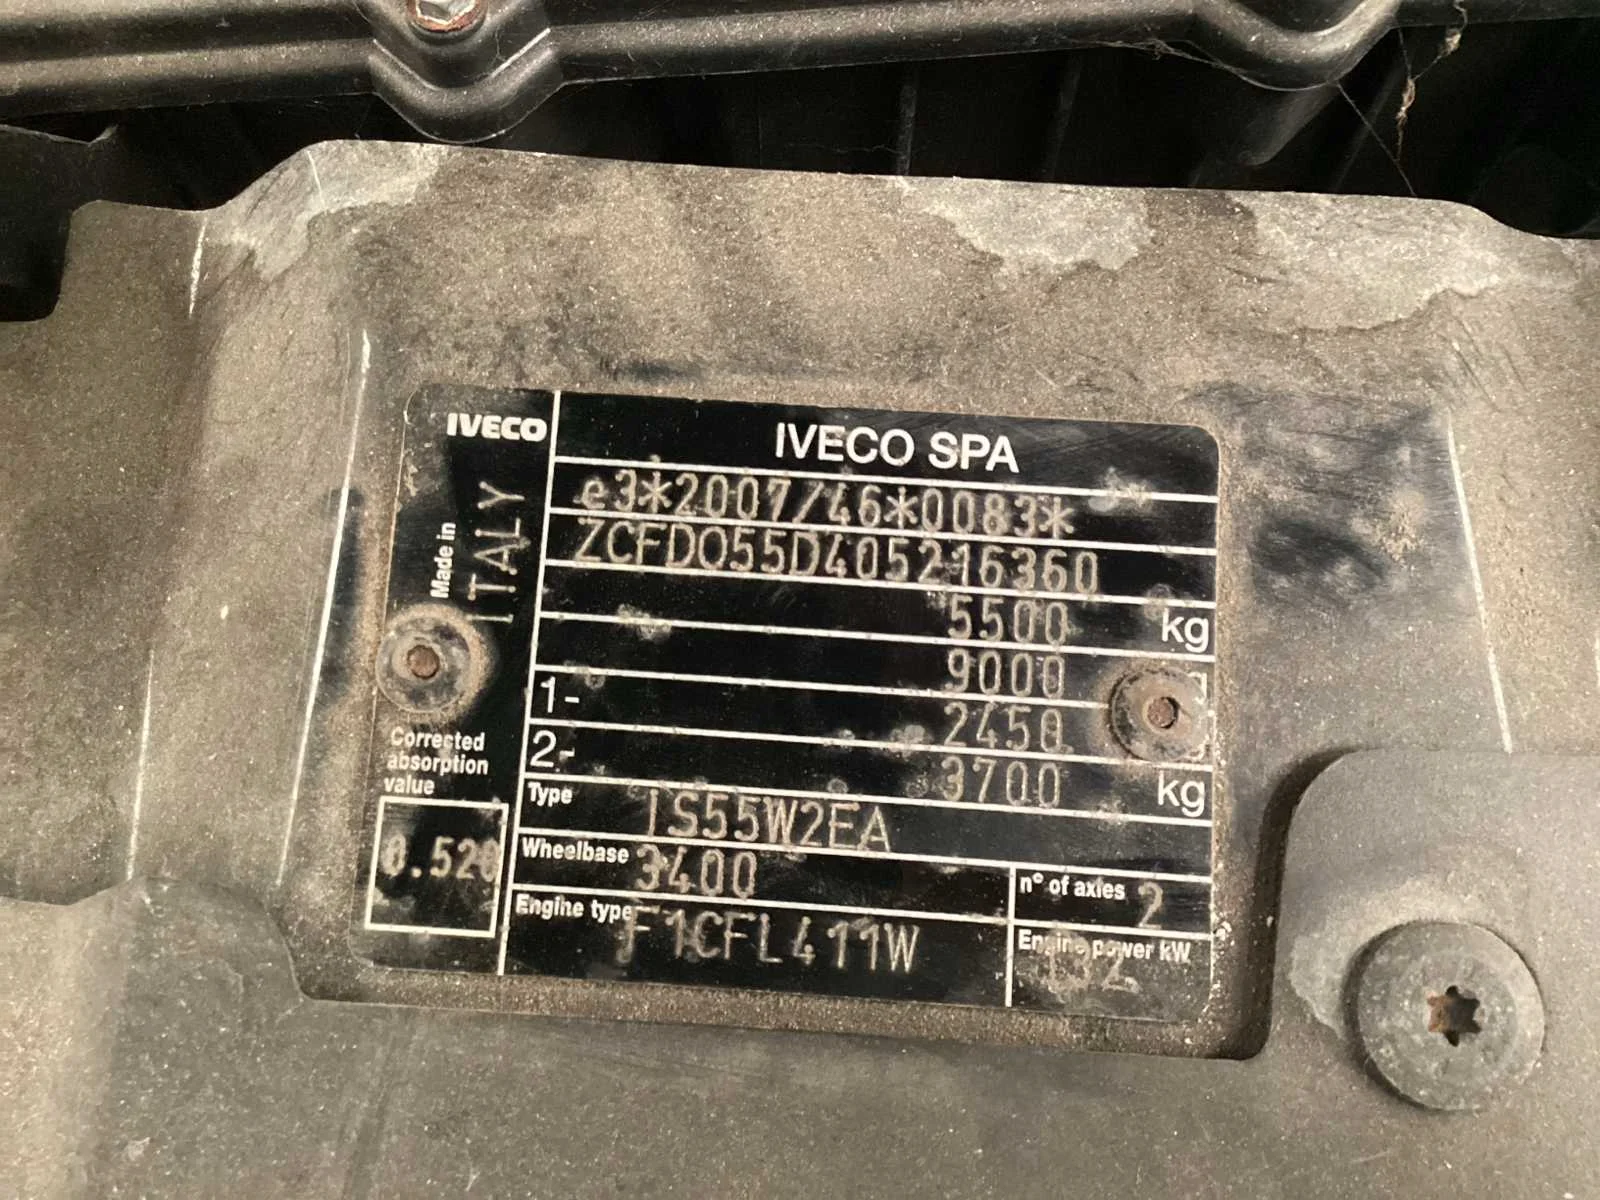 IVECO
IVECO SPA
Made in
ITALY
e3*2007/46*0083*
ZCFD055D405216360
5500 kg
9000
1- 2450
2- 3700 kg
Corrected
absorption
value
0.520
Type IS55W2EA
Wheelbase 3400
n° of axles 2
Engine type F1CFL411W
Engine power kW 132